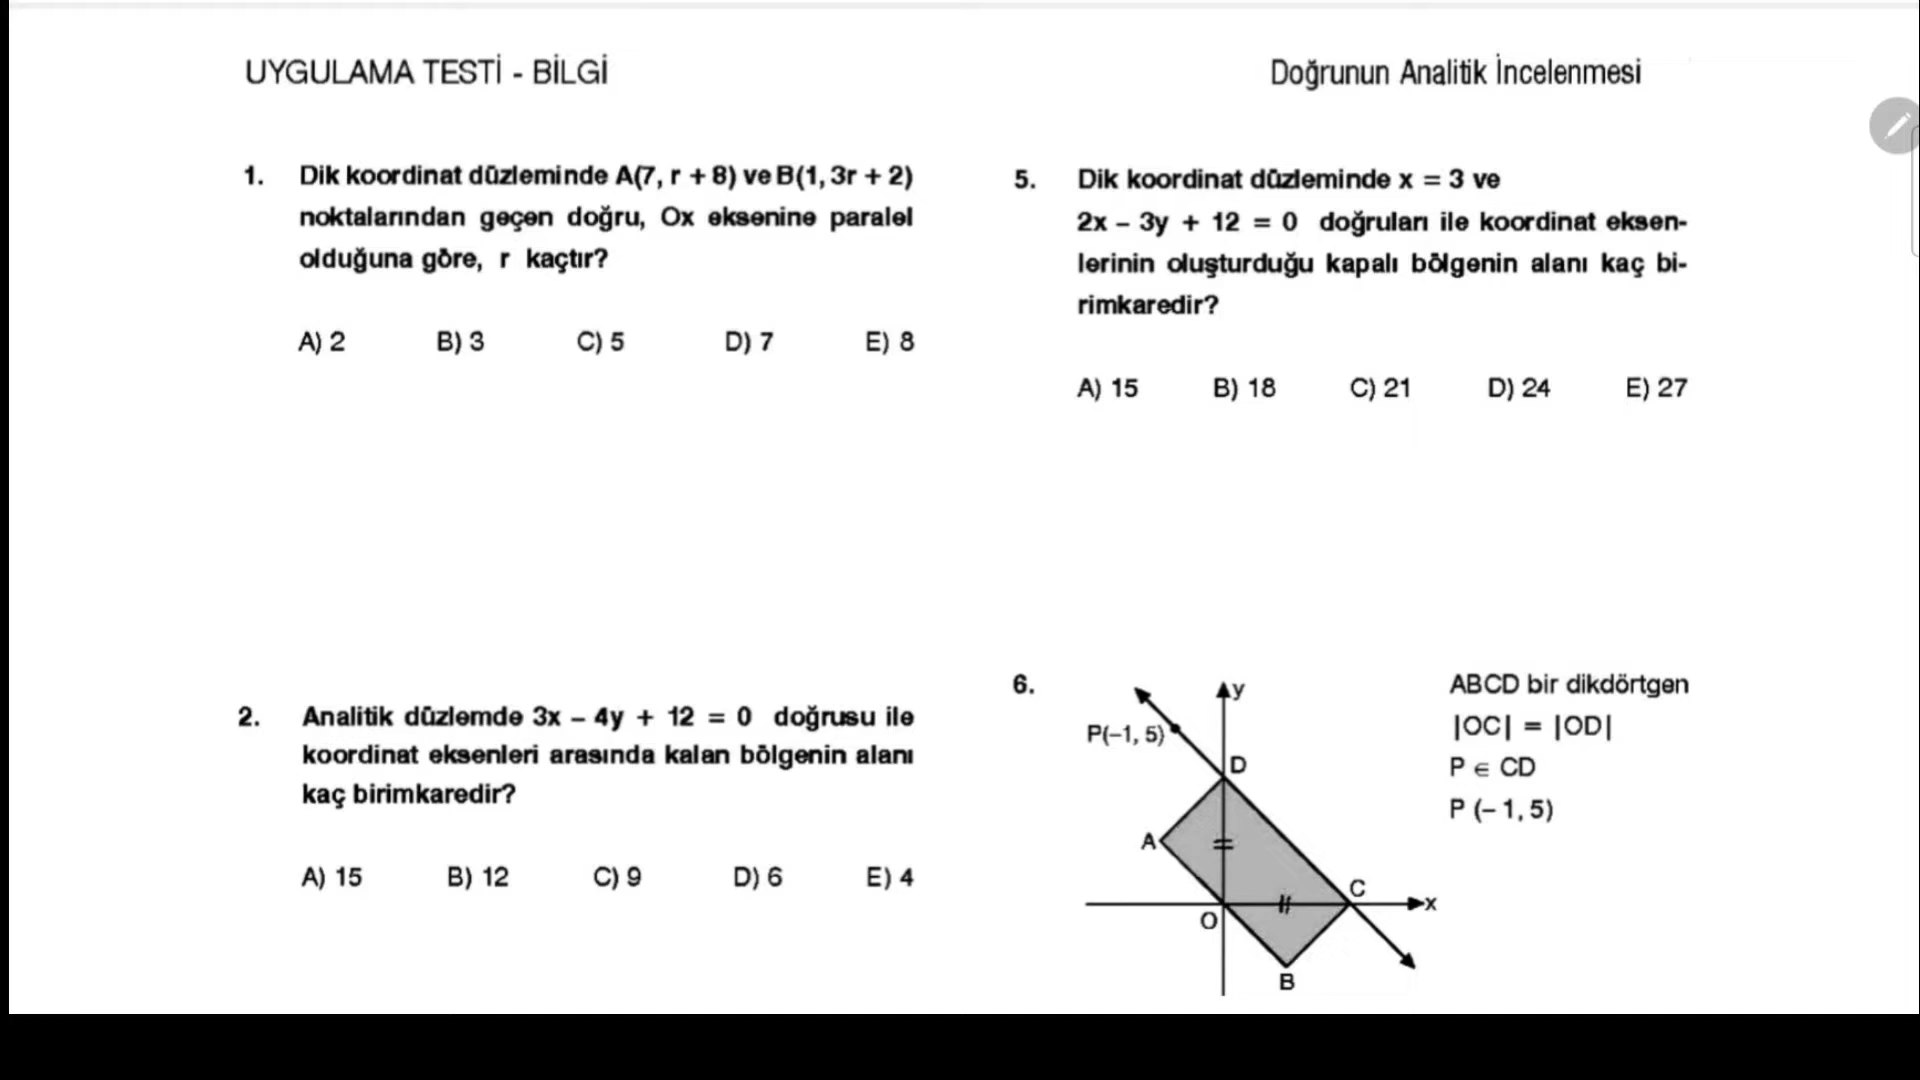 UYGULAMA TESTİ - BİLGİ
Doğrunun Analitik İncelenmesi
1. Dik koordinat düzleminde A(7, r + 8) ve B(1, 3r + 2)
noktalarından geçen doğru, Ox eksenine paralel
olduğuna göre, r kaçtır?
A) 2 B) 3 C) 5 D) 7 E) 8
2. Analitik düzlemde 3x – 4y + 12 = 0 doğrusu ile
koordinat eksenleri arasında kalan bölgenin alanı
kaç birimkaredir?
A) 15 B) 12 C) 9 D) 6 E) 4
5. Dik koordinat düzleminde x = 3 ve
2x – 3y + 12 = 0 doğruları ile koordinat eksen-
lerinin oluşturduğu kapalı bölgenin alanı kaç bi-
rimkaredir?
A) 15 B) 18 C) 21 D) 24 E) 27
6.
y
P(–1, 5)
D
A
C
x
O
B
ABCD bir dikdörtgen
|OC| = |OD|
P ∈ CD
P (– 1, 5)